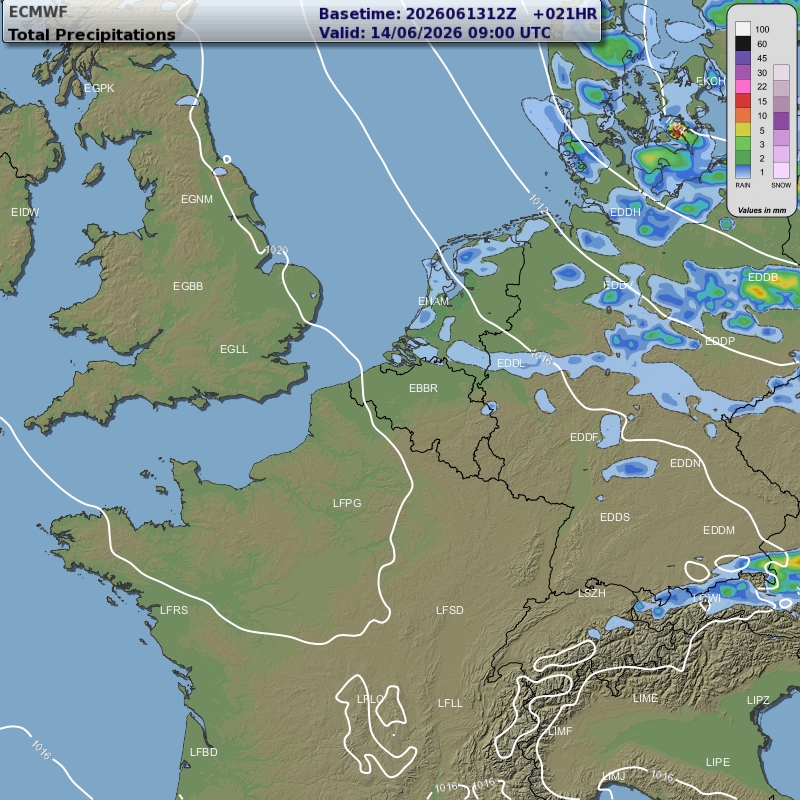 ECMWF
Basetime: 2026061312Z +021HR
Total Precipitations
Valid: 14/06/2026 09:00 UTC
100
60
45
30
22
15
10
5
3
2
1
RAIN
SNOW
Values in mm
EGPK
EKCH
EIDW
EGNM
1012
EDDH
1020
EGBB
EDDB
EHAM
EGLL
EDDP
1016
EDDL
EBBR
EDDF
EDDN
LFPG
EDDS
EDDM
LSZH
LOWI
LFRS
LFSD
LFLC
LFLL
LIME
LIPZ
LIMF
1016
LFBD
LIPE
LIMJ
1016
1016
1016